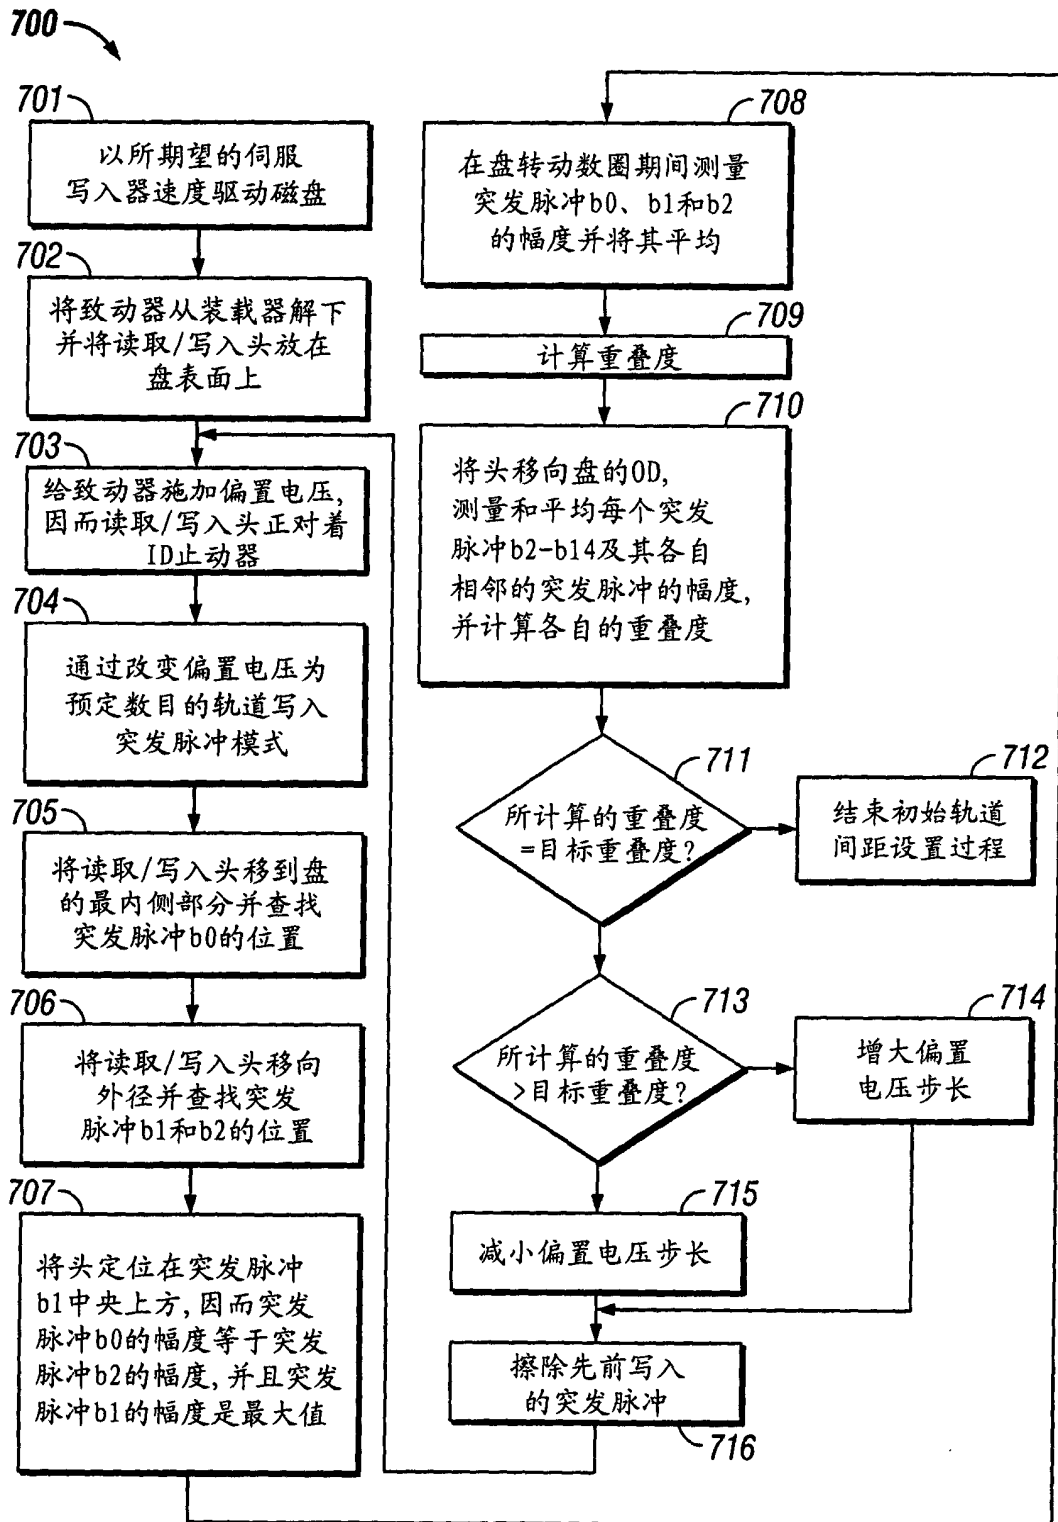 700
701
以所期望的伺服
写入器速度驱动磁盘
702
将致动器从装载器解下
并将读取/写入头放在
盘表面上
703
给致动器施加偏置电压,
因而读取/写入头正对着
ID止动器
704
通过改变偏置电压为
预定数目的轨道写入
突发脉冲模式
705
将读取/写入头移到盘
的最内侧部分并查找
突发脉冲b0的位置
706
将读取/写入头移向
外径并查找突发
脉冲b1和b2的位置
707
将头定位在突发脉冲
b1中央上方,因而突发
脉冲b0的幅度等于突发
脉冲b2的幅度,并且突发
脉冲b1的幅度是最大值
708
在盘转动数圈期间测量
突发脉冲b0、b1和b2
的幅度并将其平均
709
计算重叠度
710
将头移向盘的OD,
测量和平均每个突发
脉冲b2-b14及其各自
相邻的突发脉冲的幅度,
并计算各自的重叠度
711
所计算的重叠度
=目标重叠度?
712
结束初始轨道
间距设置过程
713
所计算的重叠度
>目标重叠度?
714
增大偏置
电压步长
715
减小偏置电压步长
擦除先前写入
的突发脉冲
716